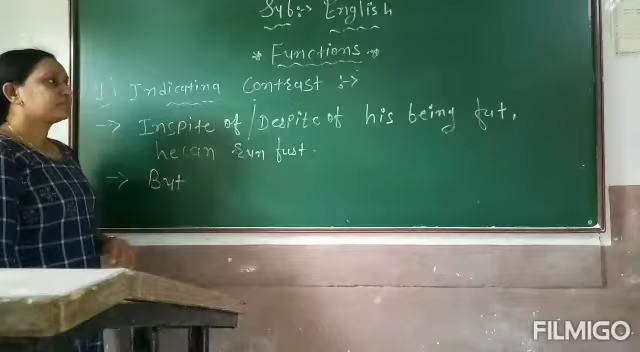 Sub:→ English
* Functions *
1) Indicating Contrast :→
→ Inspite of / Despite of his being fat,
he can run fast.
→ But
FILMIGO